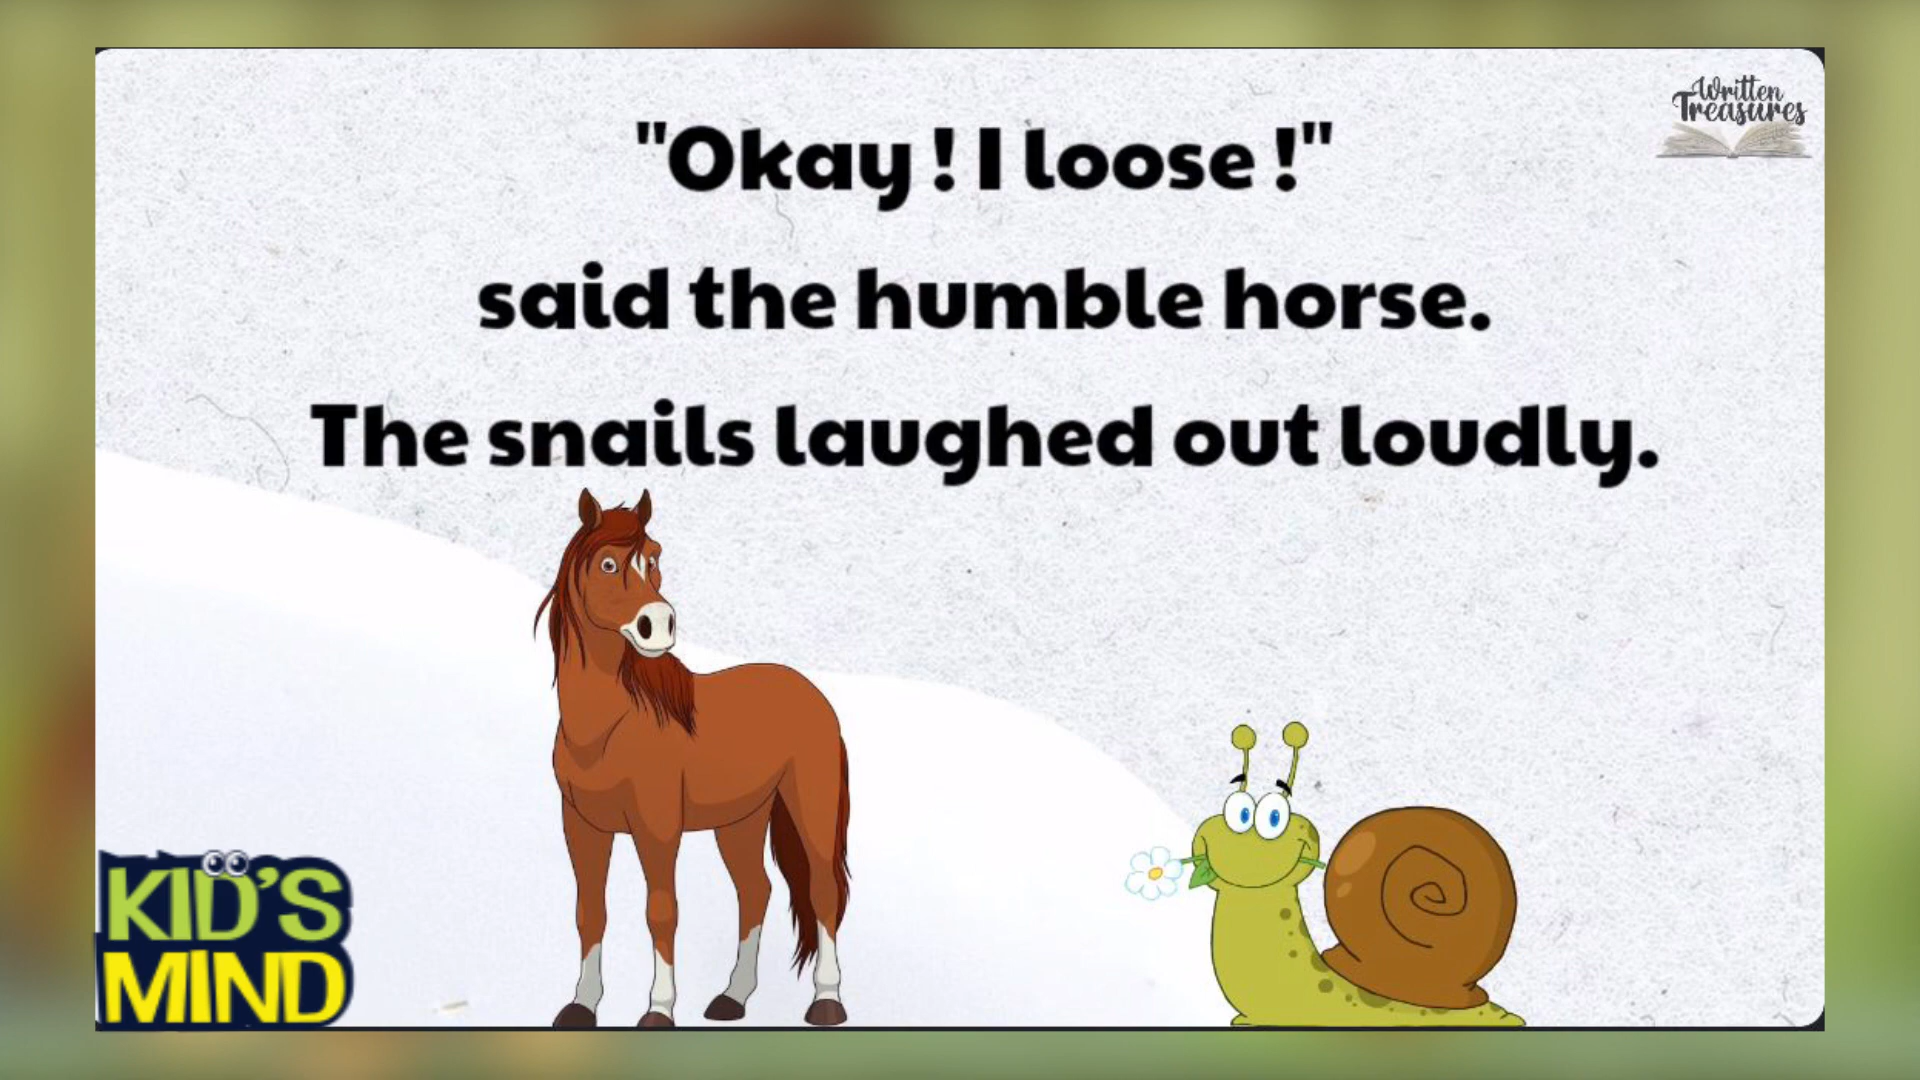 Written
Treasures
"Okay ! I loose !"
said the humble horse.
The snails laughed out loudly.
KID'S
MIND